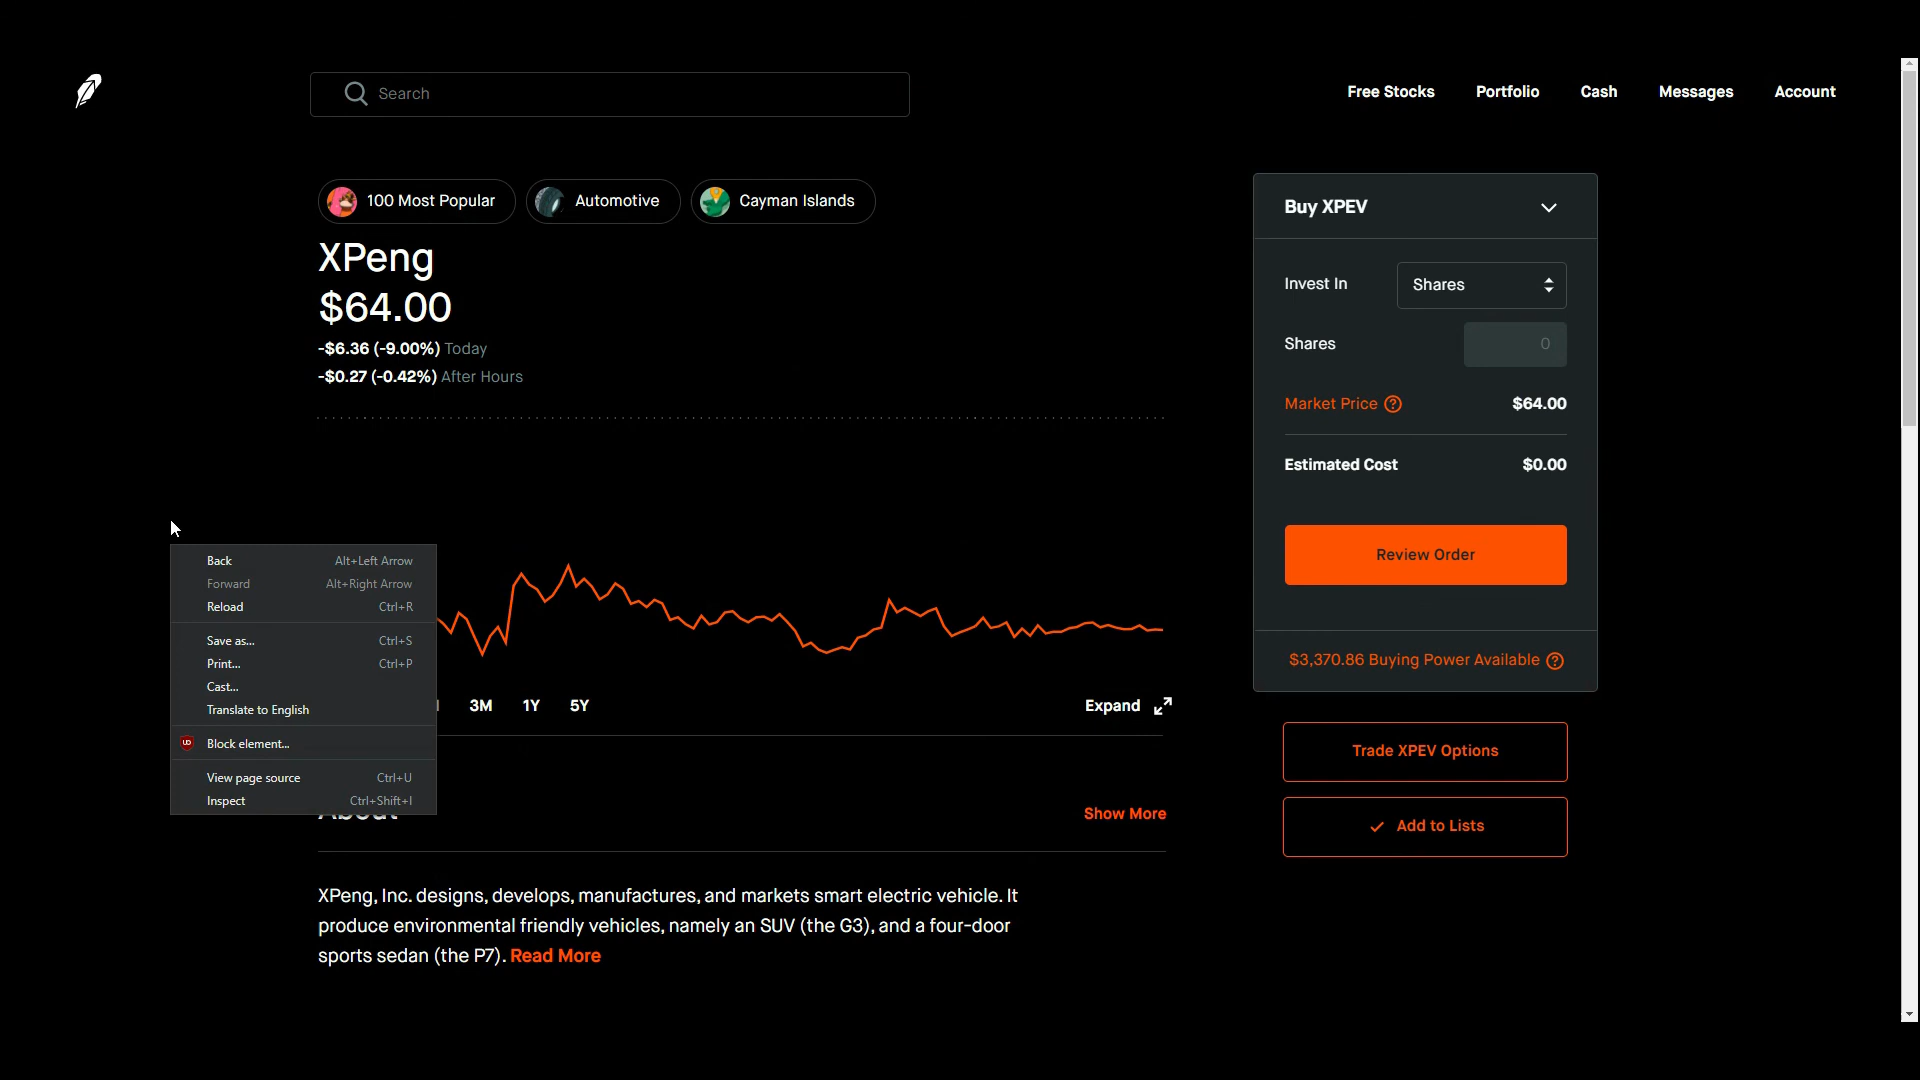 Search
Free Stocks
Portfolio
Cash
Messages
Account
100 Most Popular
Automotive
Cayman Islands
XPeng
$64.00
-$6.36 (-9.00%) Today
-$0.27 (-0.42%) After Hours
Buy XPEV
Invest In
Shares
Shares
0
Market Price ?
$64.00
Estimated Cost
$0.00
Review Order
$3,370.86 Buying Power Available ?
Trade XPEV Options
Add to Lists
Back Alt+Left Arrow
Forward Alt+Right Arrow
Reload Ctrl+R
Save as... Ctrl+S
Print... Ctrl+P
Cast...
Translate to English
Block element...
View page source Ctrl+U
Inspect Ctrl+Shift+I
3M
1Y
5Y
Expand
About
Show More
XPeng, Inc. designs, develops, manufactures, and markets smart electric vehicle. It
produce environmental friendly vehicles, namely an SUV (the G3), and a four-door
sports sedan (the P7). Read More